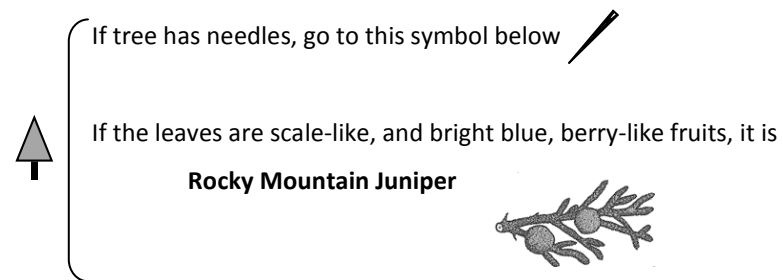 If tree has needles, go to this symbol below
If the leaves are scale-like, and bright blue, berry-like fruits, it is
Rocky Mountain Juniper